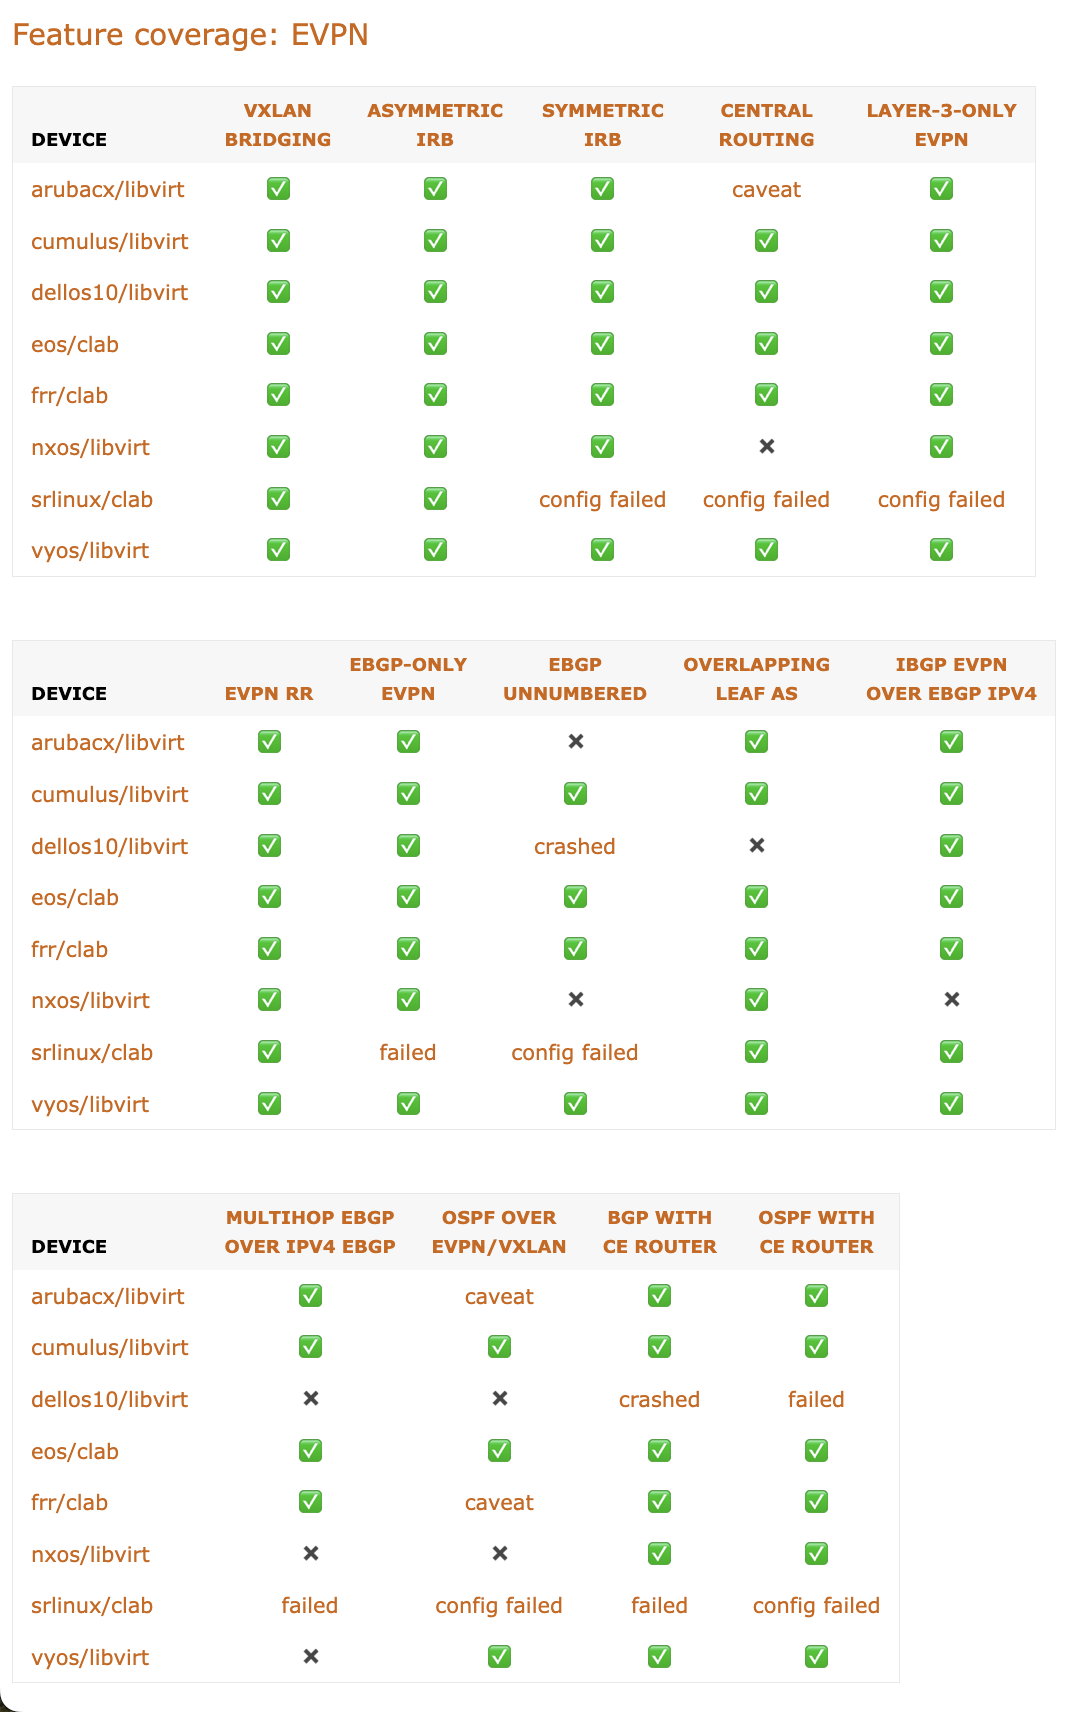 Feature coverage: EVPN
DEVICE VXLAN BRIDGING ASYMMETRIC IRB SYMMETRIC IRB CENTRAL ROUTING LAYER-3-ONLY EVPN
arubacx/libvirt ✅ ✅ ✅ caveat ✅
cumulus/libvirt ✅ ✅ ✅ ✅ ✅
dellos10/libvirt ✅ ✅ ✅ ✅ ✅
eos/clab ✅ ✅ ✅ ✅ ✅
frr/clab ✅ ✅ ✅ ✅ ✅
nxos/libvirt ✅ ✅ ✅ ✖ ✅
srlinux/clab ✅ ✅ config failed config failed config failed
vyos/libvirt ✅ ✅ ✅ ✅ ✅
DEVICE EVPN RR EBGP-ONLY EVPN EBGP UNNUMBERED OVERLAPPING LEAF AS IBGP EVPN OVER EBGP IPV4
arubacx/libvirt ✅ ✅ ✖ ✅ ✅
cumulus/libvirt ✅ ✅ ✅ ✅ ✅
dellos10/libvirt ✅ ✅ crashed ✖ ✅
eos/clab ✅ ✅ ✅ ✅ ✅
frr/clab ✅ ✅ ✅ ✅ ✅
nxos/libvirt ✅ ✅ ✖ ✅ ✖
srlinux/clab ✅ failed config failed ✅ ✅
vyos/libvirt ✅ ✅ ✅ ✅ ✅
DEVICE MULTIHOP EBGP OVER IPV4 EBGP OSPF OVER EVPN/VXLAN BGP WITH CE ROUTER OSPF WITH CE ROUTER
arubacx/libvirt ✅ caveat ✅ ✅
cumulus/libvirt ✅ ✅ ✅ ✅
dellos10/libvirt ✖ ✖ crashed failed
eos/clab ✅ ✅ ✅ ✅
frr/clab ✅ caveat ✅ ✅
nxos/libvirt ✖ ✖ ✅ ✅
srlinux/clab failed config failed failed config failed
vyos/libvirt ✖ ✅ ✅ ✅